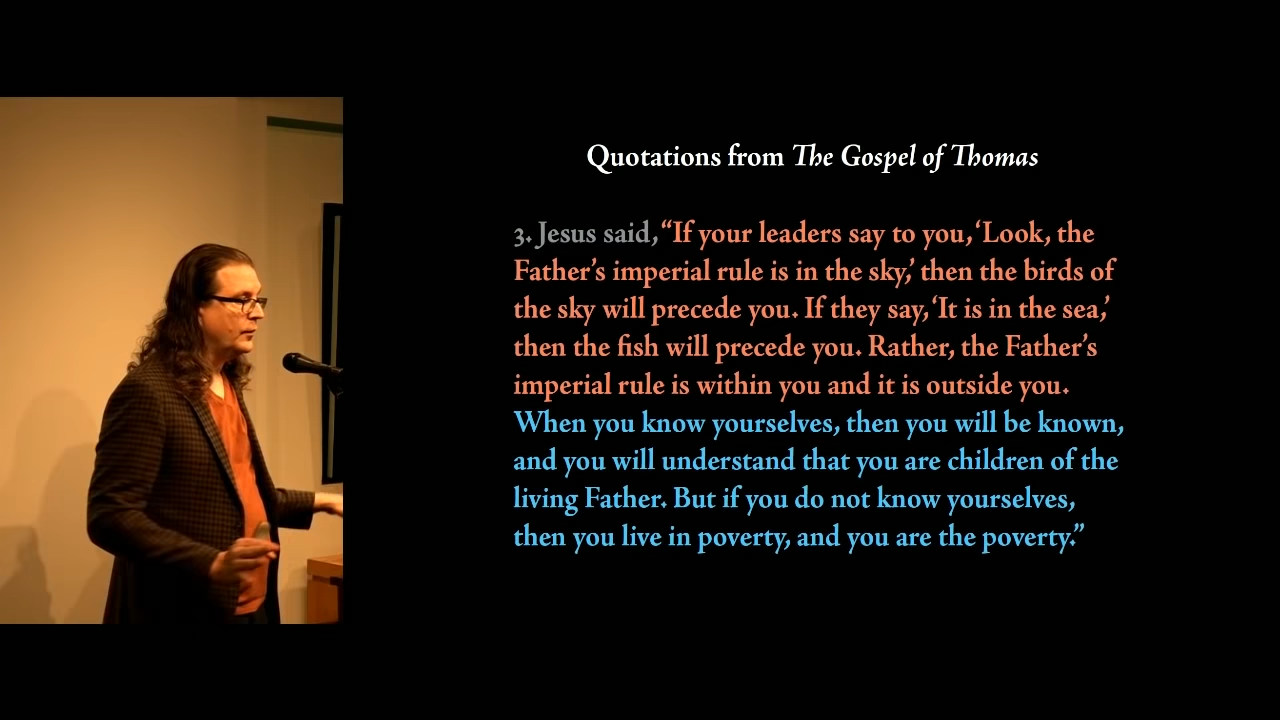 Quotations from The Gospel of Thomas
3. Jesus said, “If your leaders say to you, ‘Look, the
Father’s imperial rule is in the sky,’ then the birds of
the sky will precede you. If they say, ‘It is in the sea,’
then the fish will precede you. Rather, the Father’s
imperial rule is within you and it is outside you.
When you know yourselves, then you will be known,
and you will understand that you are children of the
living Father. But if you do not know yourselves,
then you live in poverty, and you are the poverty.”